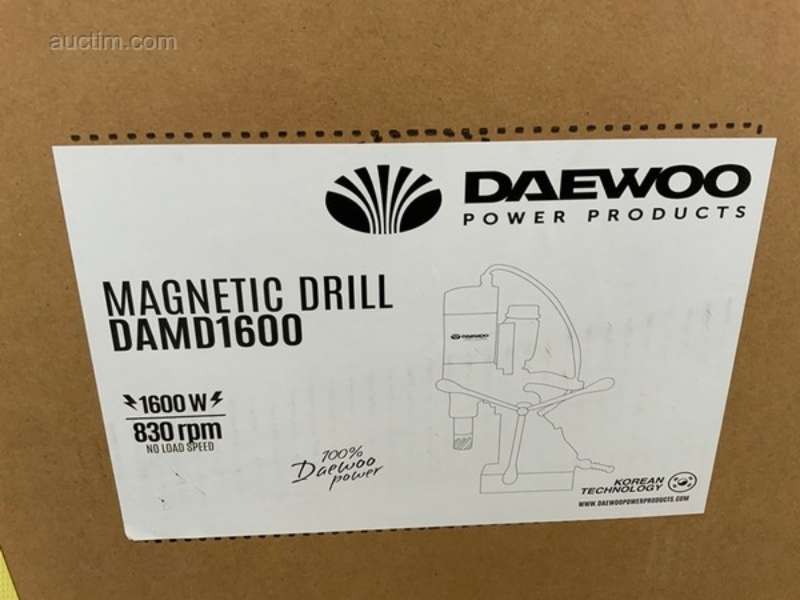 auctim.com
DAEWOO
POWER PRODUCTS
MAGNETIC DRILL
DAMD1600
DAEWOO
1600 W
830 rpm
NO LOAD SPEED
100%
Daewoo
power
KOREAN
TECHNOLOGY
WWW.DAEWOOPOWERPRODUCTS.COM